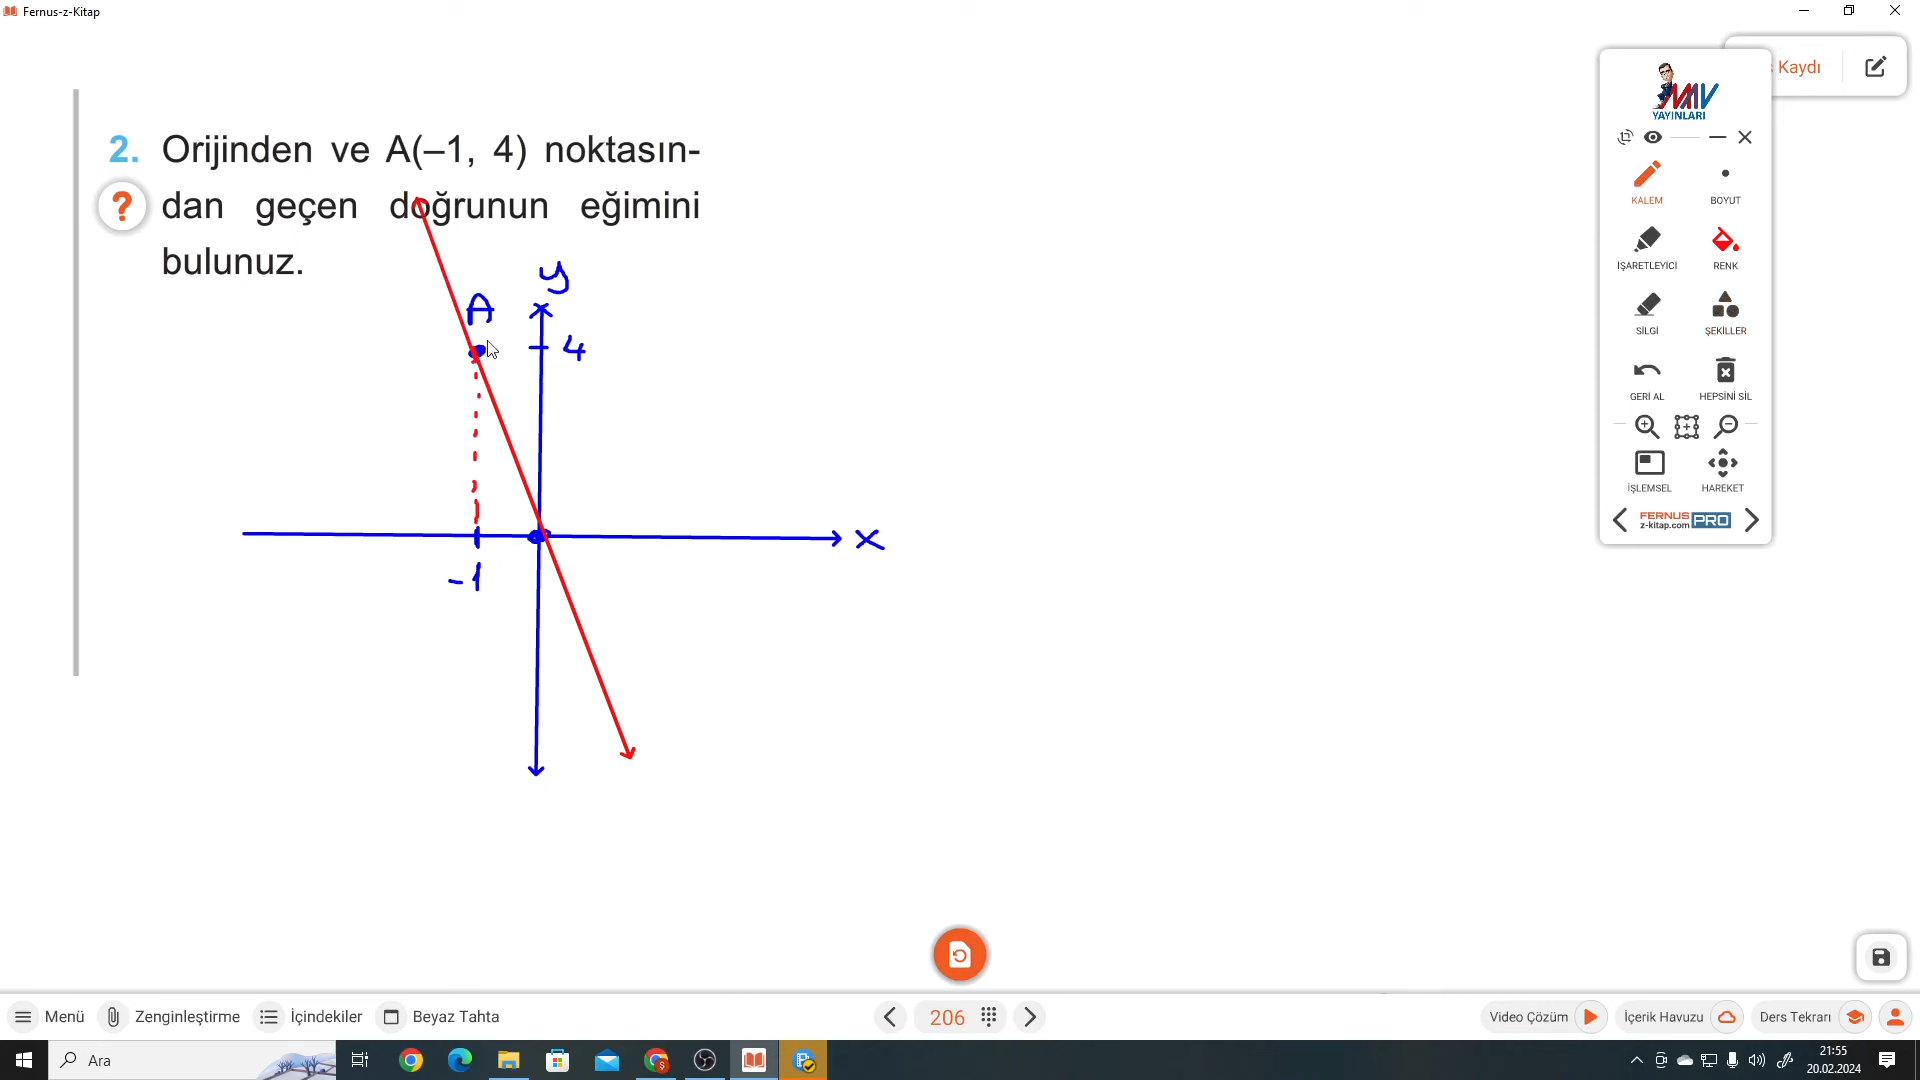 Fernus-z-Kitap
s Kaydı
MAV
YAYINLARI
2. Orijinden ve A(–1, 4) noktasın-
? dan geçen doğrunun eğimini
bulunuz.
y
A
4
x
-1
KALEM BOYUT
İŞARETLEYİCİ RENK
SİLGİ ŞEKİLLER
GERİ AL HEPSİNİ SİL
İŞLEMSEL HAREKET
FERNUS PRO
z-kitap.com
Menü Zenginleştirme İçindekiler Beyaz Tahta 206 Video Çözüm İçerik Havuzu Ders Tekrarı
Ara 21:55
20.02.2024